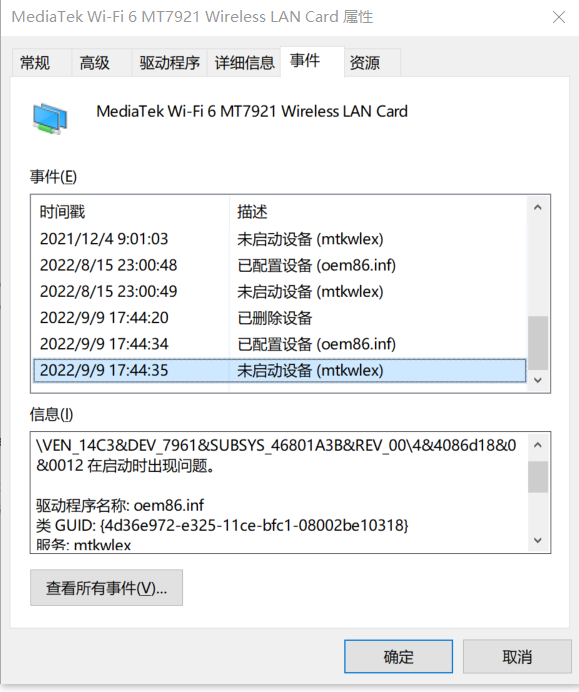 MediaTek Wi-Fi 6 MT7921 Wireless LAN Card 属性
常规 高级 驱动程序 详细信息 事件 资源
MediaTek Wi-Fi 6 MT7921 Wireless LAN Card
事件(E)
时间戳 描述
2021/12/4 9:01:03 未启动设备 (mtkwlex)
2022/8/15 23:00:48 已配置设备 (oem86.inf)
2022/8/15 23:00:49 未启动设备 (mtkwlex)
2022/9/9 17:44:20 已删除设备
2022/9/9 17:44:34 已配置设备 (oem86.inf)
2022/9/9 17:44:35 未启动设备 (mtkwlex)
信息(I)
\VEN_14C3&DEV_7961&SUBSYS_46801A3B&REV_00\4&4086d18&0
&0012 在启动时出现问题。
驱动程序名称: oem86.inf
类 GUID: {4d36e972-e325-11ce-bfc1-08002be10318}
服务: mtkwlex
查看所有事件(V)...
确定 取消